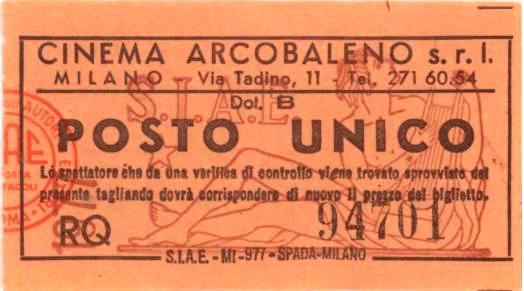 CINEMA ARCOBALENO s.r.l.
MILANO - Via Tadino, 11 - Tel. 271 60.54
S.I.A.E.
Dot. B
POSTO UNICO
Lo spettatore che da una verifica di controllo viene trovato sprovvisto del
presente tagliando dovrà corrispondere di nuovo il prezzo del biglietto.
RQ 94701
S.I.A.E. - MI - 977 - SPADA - MILANO